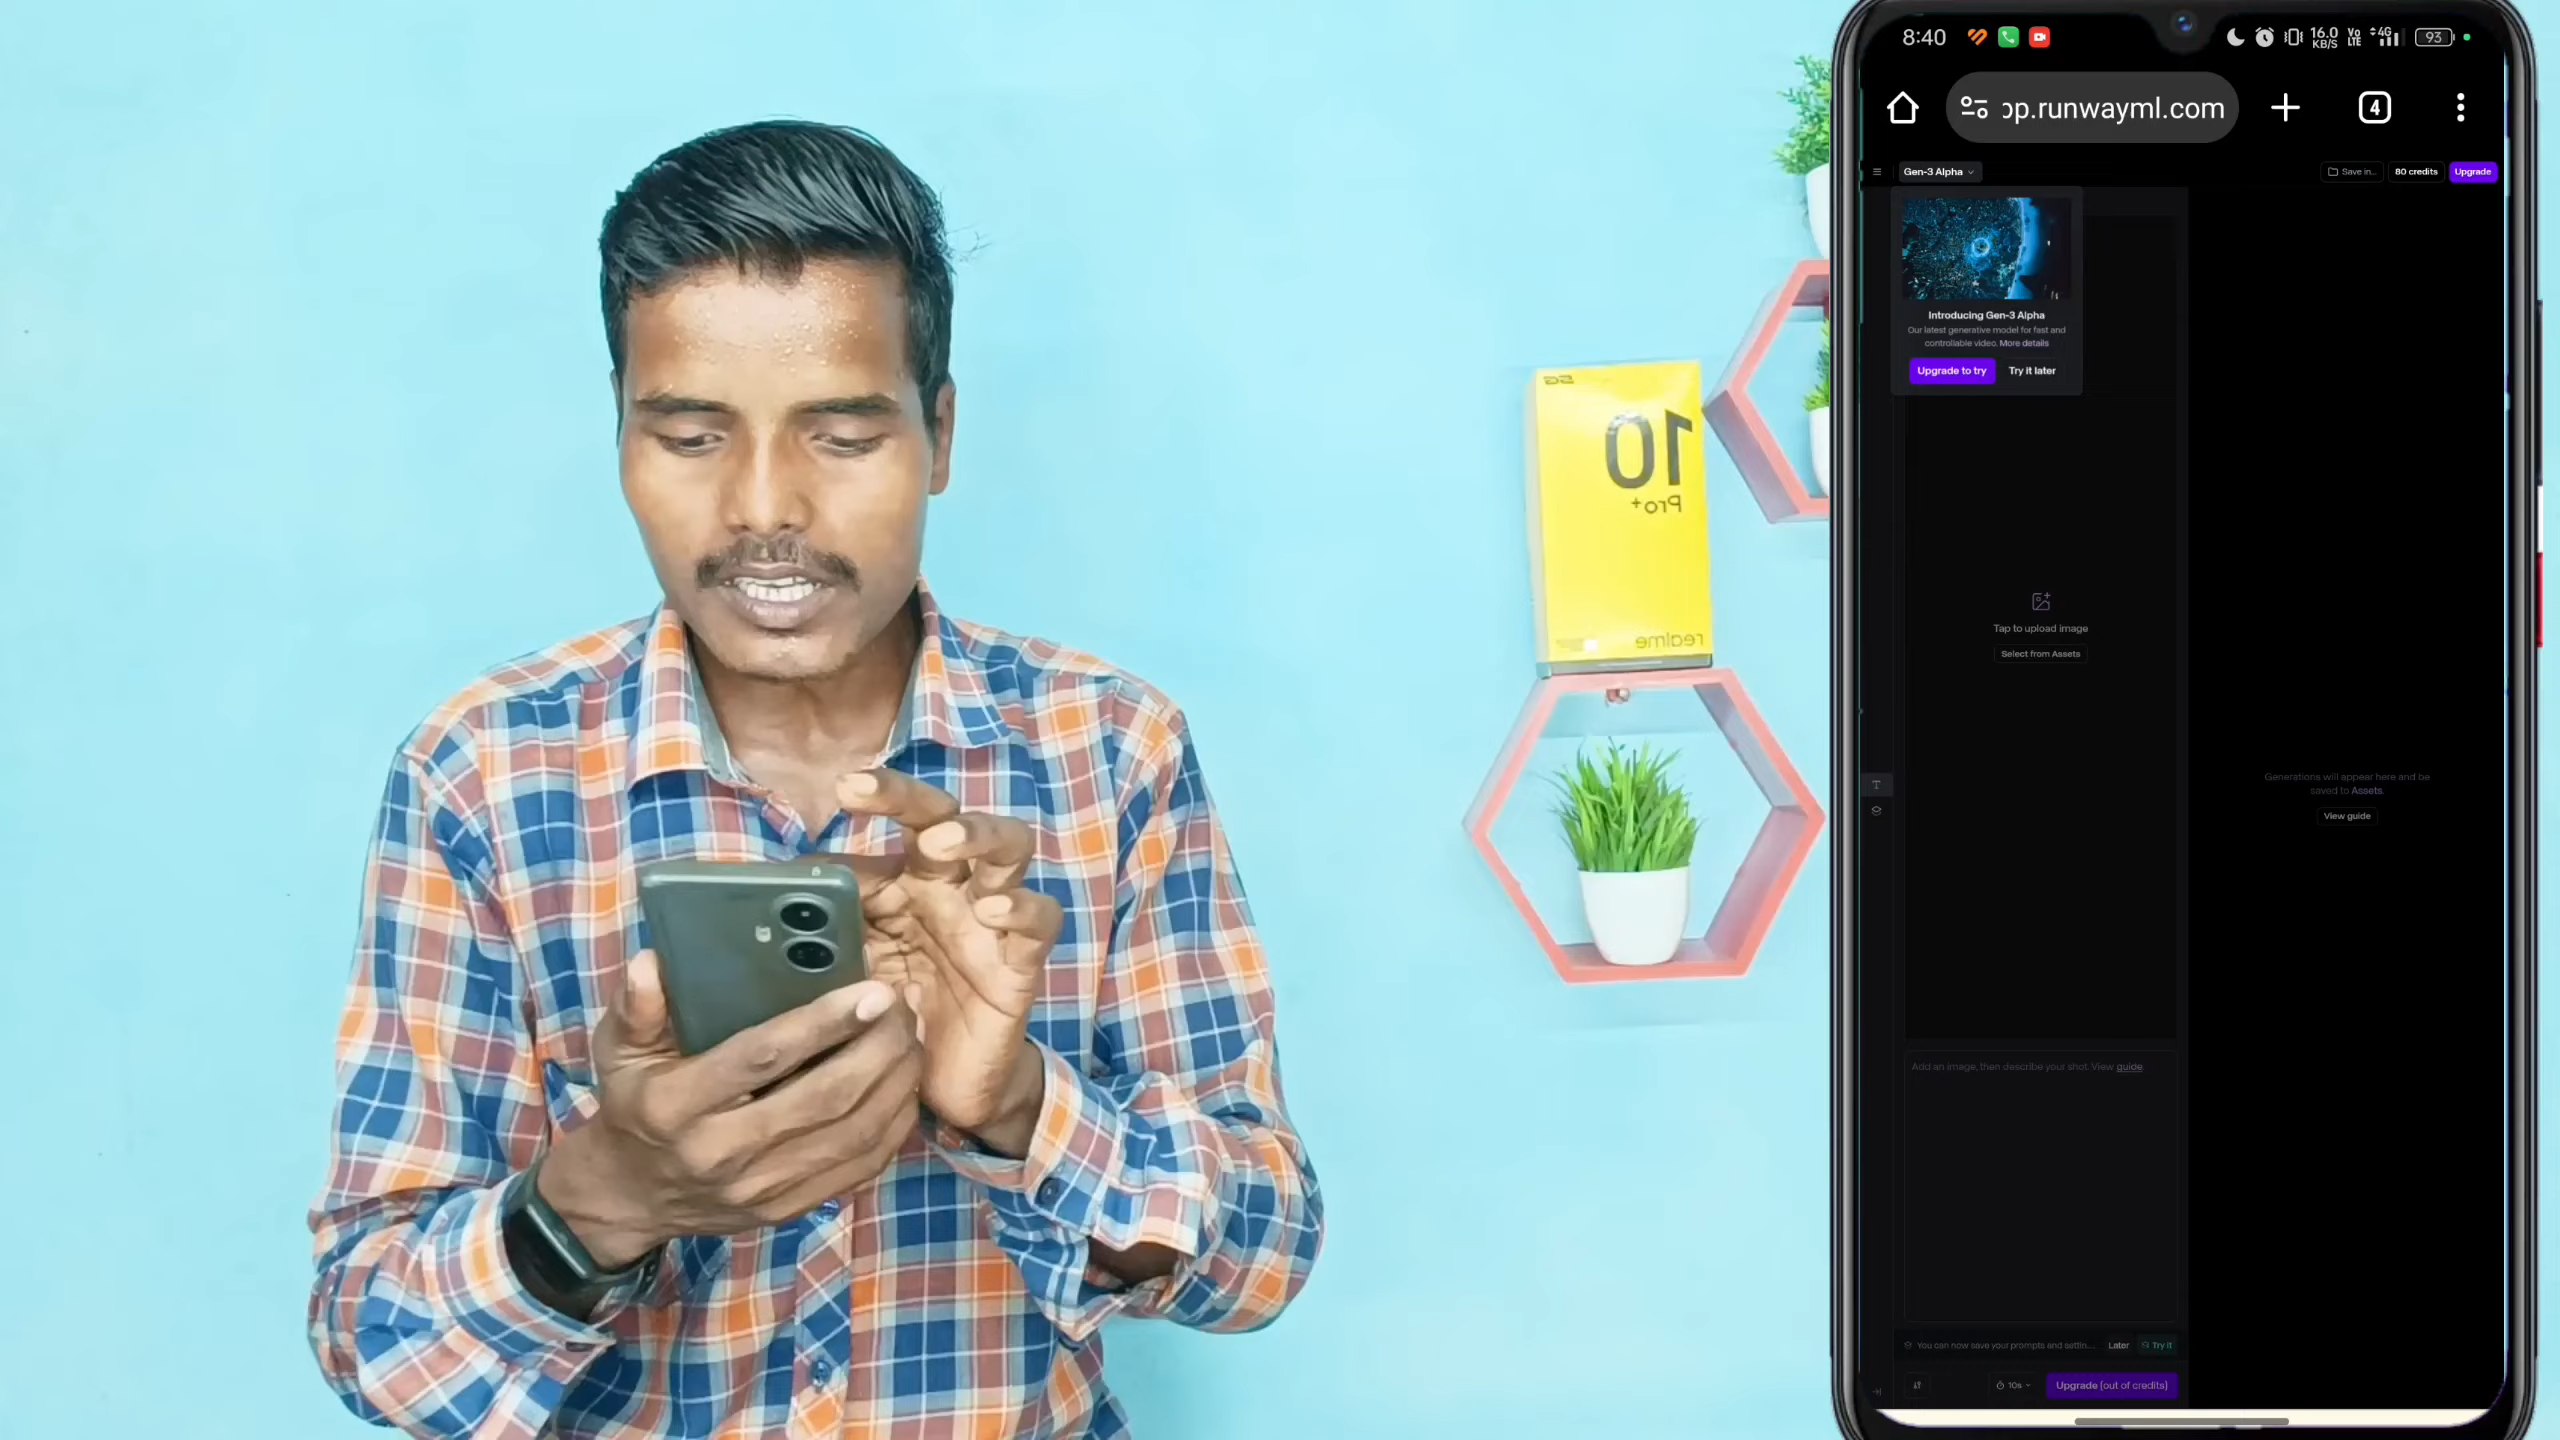 8:40
16.0
KB/S
Vo
LTE
4G
93
op.runwayml.com
4
Gen-3 Alpha
Save in...
80 credits
Upgrade
Introducing Gen-3 Alpha
Our latest generative model for fast and
controllable video. More details
Upgrade to try
Try it later
5G
10
Pro+
realme
Tap to upload image
Select from Assets
Generations will appear here and be
saved to Assets.
View guide
Add an image, then describe your shot. View guide.
You can now save your prompts and settin...
Later
Try it
10s
Upgrade (out of credits)